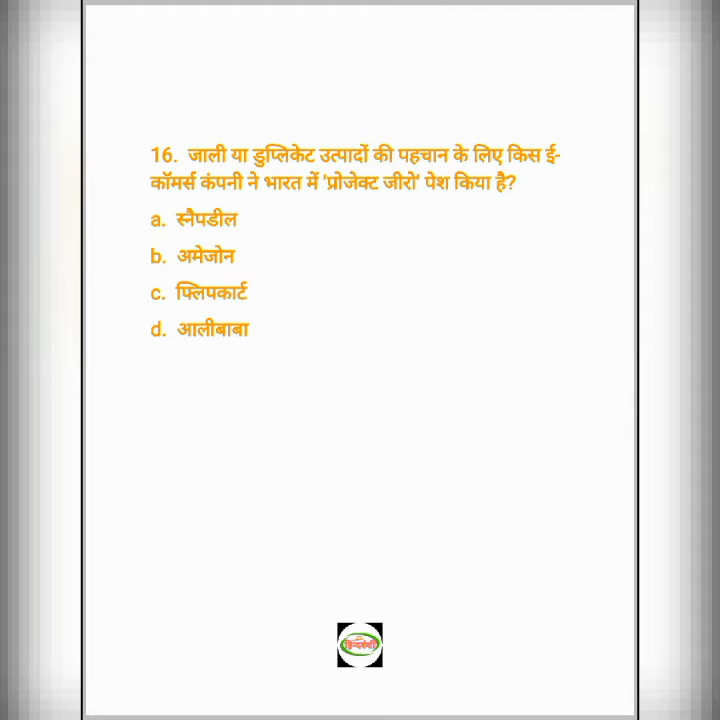 16. जाली या डुप्लिकेट उत्पादों की पहचान के लिए किस ई-
कॉमर्स कंपनी ने भारत में 'प्रोजेक्ट जीरो' पेश किया है?
a. स्नैपडील
b. अमेजोन
c. फ्लिपकार्ट
d. आलीबाबा